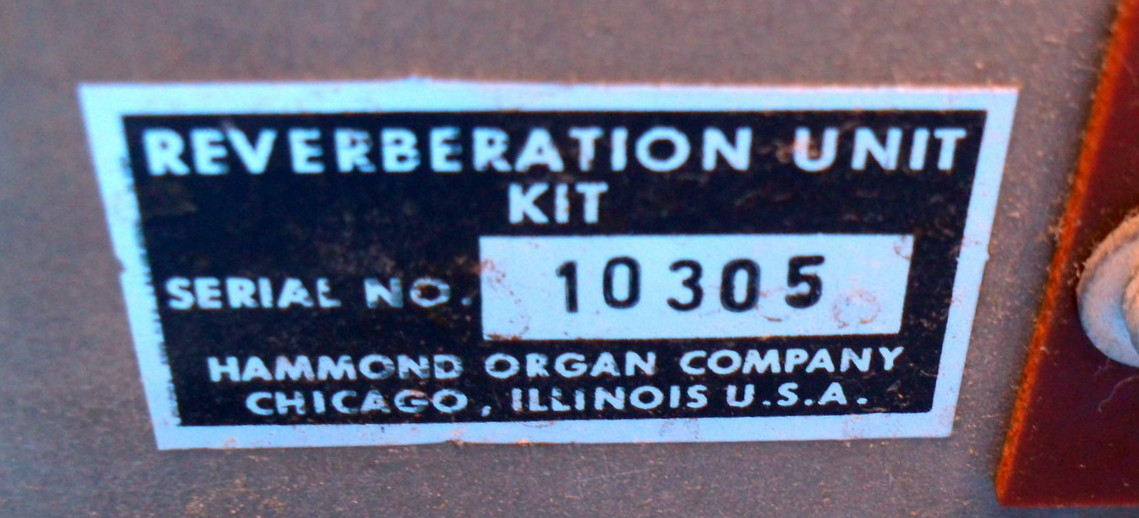 REVERBERATION UNIT
KIT
SERIAL NO. 10305
HAMMOND ORGAN COMPANY
CHICAGO, ILLINOIS U.S.A.